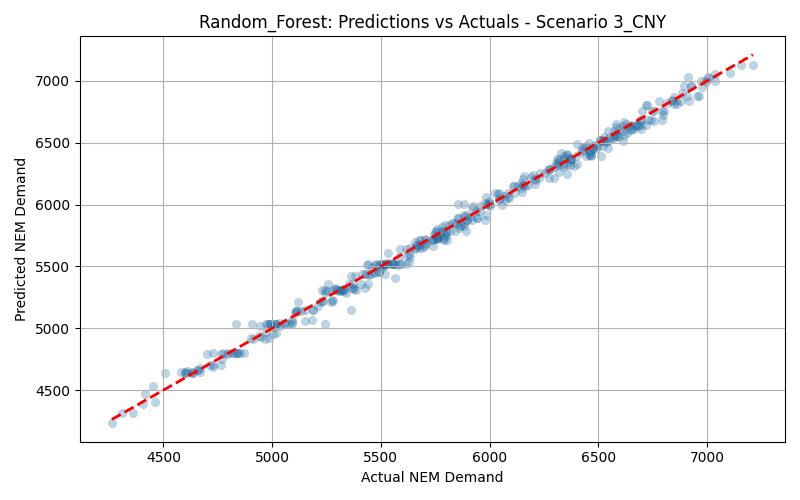 Random_Forest: Predictions vs Actuals - Scenario 3_CNY
Predicted NEM Demand
7000
6500
6000
5500
5000
4500
4500 5000 5500 6000 6500 7000
Actual NEM Demand